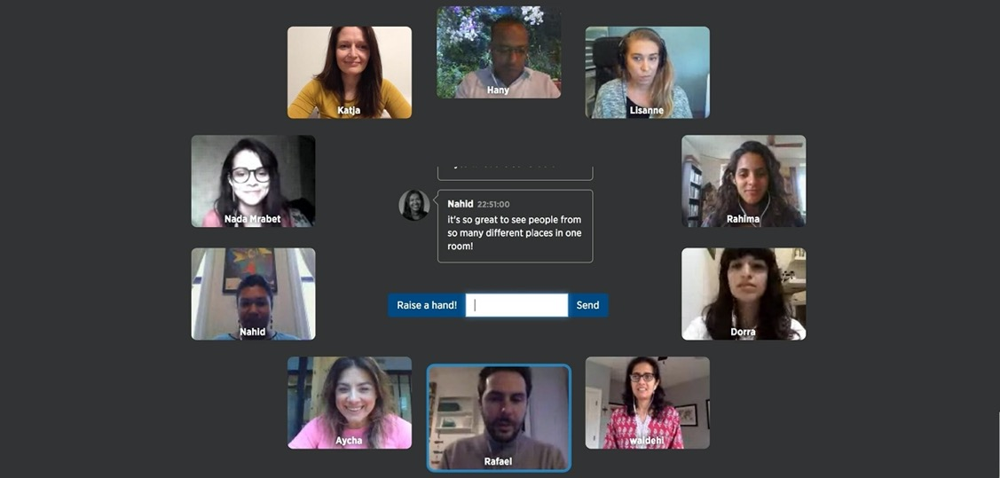 Hany
Katja
Lisanne
Nada Mrabet
Rahima
Nahid 22:51:00
it's so great to see people from
so many different places in one
room!
Raise a hand!
Send
Nahid
Dorra
Aycha
waidehi
Rafael